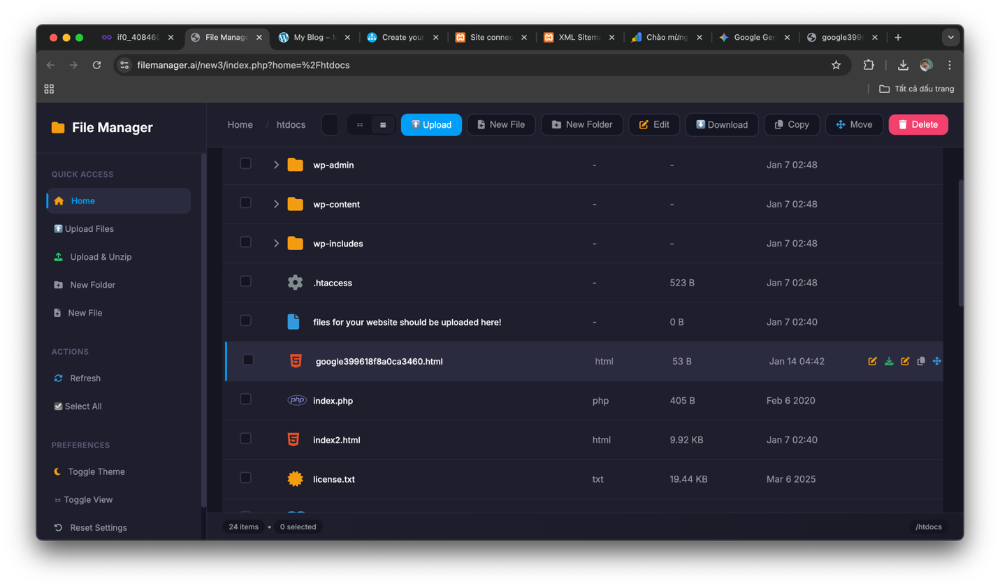 if0_40846
File Manage
My Blog –
Create your
Site connec
XML Sitema
Chào mừng
Google Gen
google399
filemanager.ai/new3/index.php?home=%2Fhtdocs
Tất cả dấu trang
File Manager
Home / htdocs
Upload
New File
New Folder
Edit
Download
Copy
Move
Delete
QUICK ACCESS
Home
Upload Files
Upload & Unzip
New Folder
New File
ACTIONS
Refresh
Select All
PREFERENCES
Toggle Theme
Toggle View
Reset Settings
wp-admin - - Jan 7 02:48
wp-content - - Jan 7 02:48
wp-includes - - Jan 7 02:48
.htaccess - 523 B Jan 7 02:48
files for your website should be uploaded here! - 0 B Jan 7 02:40
google399618f8a0ca3460.html html 53 B Jan 14 04:42
php index.php php 405 B Feb 6 2020
index2.html html 9.92 KB Jan 7 02:40
license.txt txt 19.44 KB Mar 6 2025
24 items • 0 selected
/htdocs